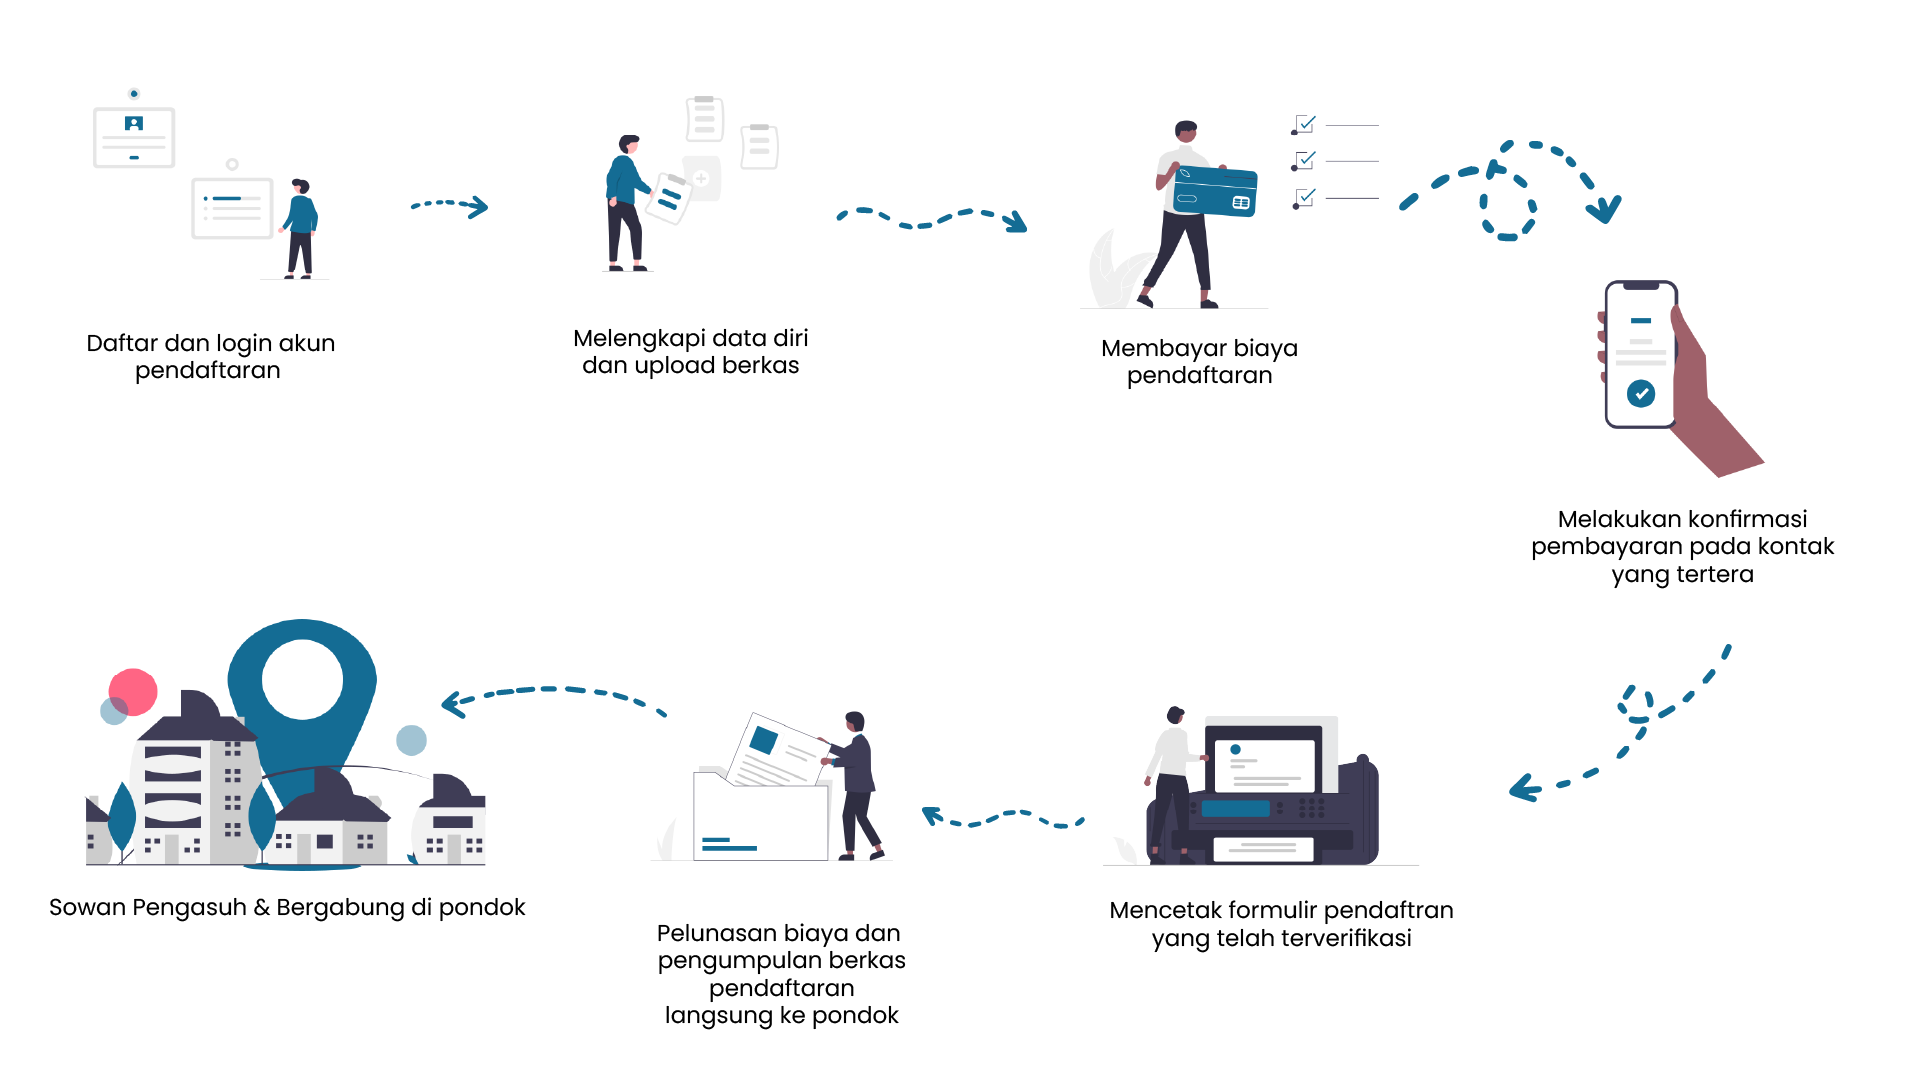 Daftar dan login akun
pendaftaran
Melengkapi data diri
dan upload berkas
Membayar biaya
pendaftaran
Melakukan konfirmasi
pembayaran pada kontak
yang tertera
Mencetak formulir pendaftran
yang telah terverifikasi
Pelunasan biaya dan
pengumpulan berkas
pendaftaran
langsung ke pondok
Sowan Pengasuh & Bergabung di pondok